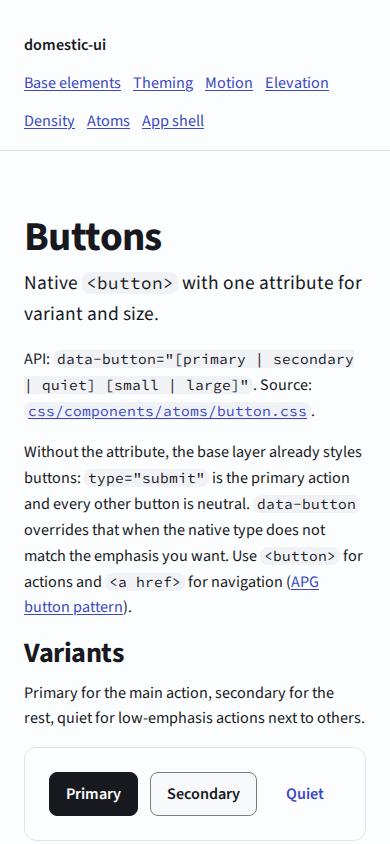 domestic-ui
Base elements Theming Motion Elevation
Density Atoms App shell
Buttons
Native <button> with one attribute for
variant and size.
API: data-button="[primary | secondary
| quiet] [small | large]". Source:
css/components/atoms/button.css.
Without the attribute, the base layer already styles
buttons: type="submit" is the primary action
and every other button is neutral. data-button
overrides that when the native type does not
match the emphasis you want. Use <button> for
actions and <a href> for navigation (APG
button pattern).
Variants
Primary for the main action, secondary for the
rest, quiet for low-emphasis actions next to others.
Primary Secondary Quiet